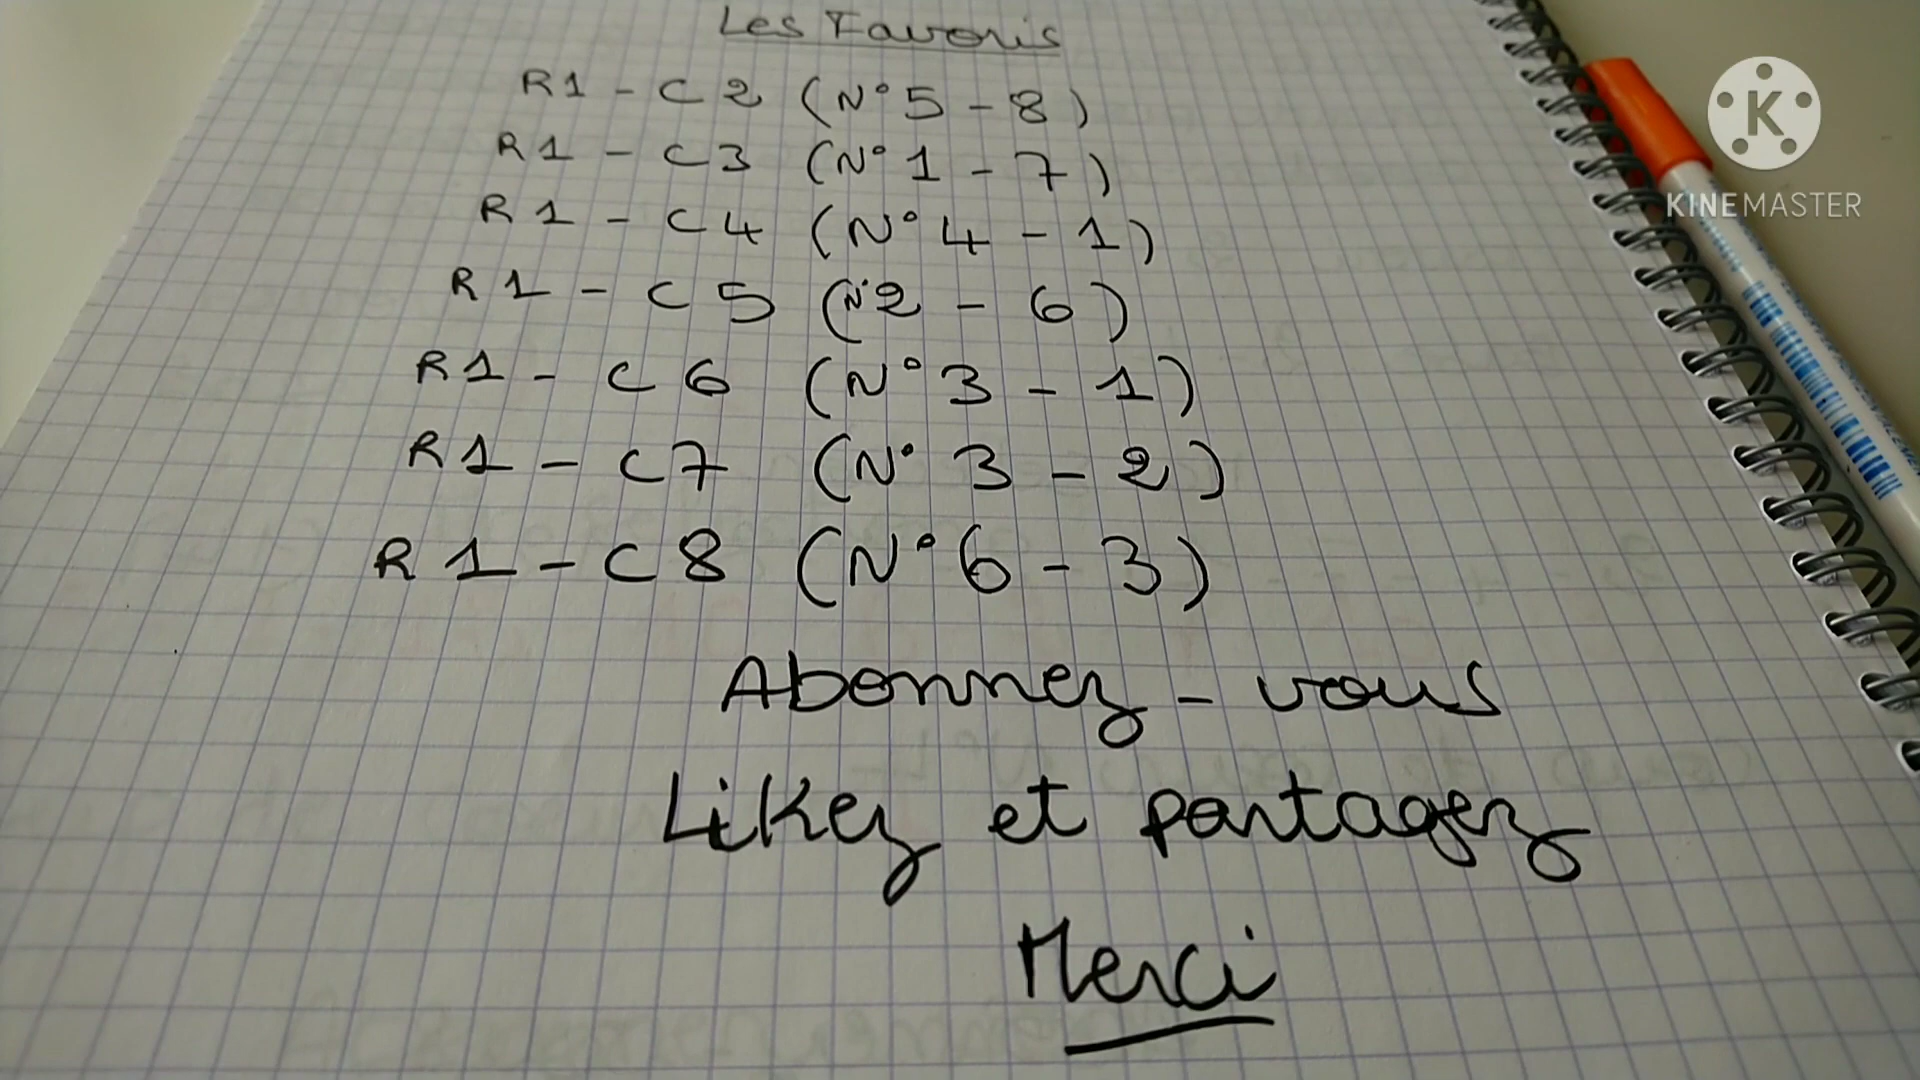 Les Favoris
R1 - C2 (N° 5 - 8)
R1 - C3 (N° 1 - 7)
R1 - C4 (N° 4 - 1)
R1 - C5 (N° 2 - 6)
R1 - C6 (N° 3 - 1)
R1 - C7 (N° 3 - 2)
R1 - C8 (N° 6 - 3)
Abonnez - vous
Likez et partagez
Merci
K
KINEMASTER